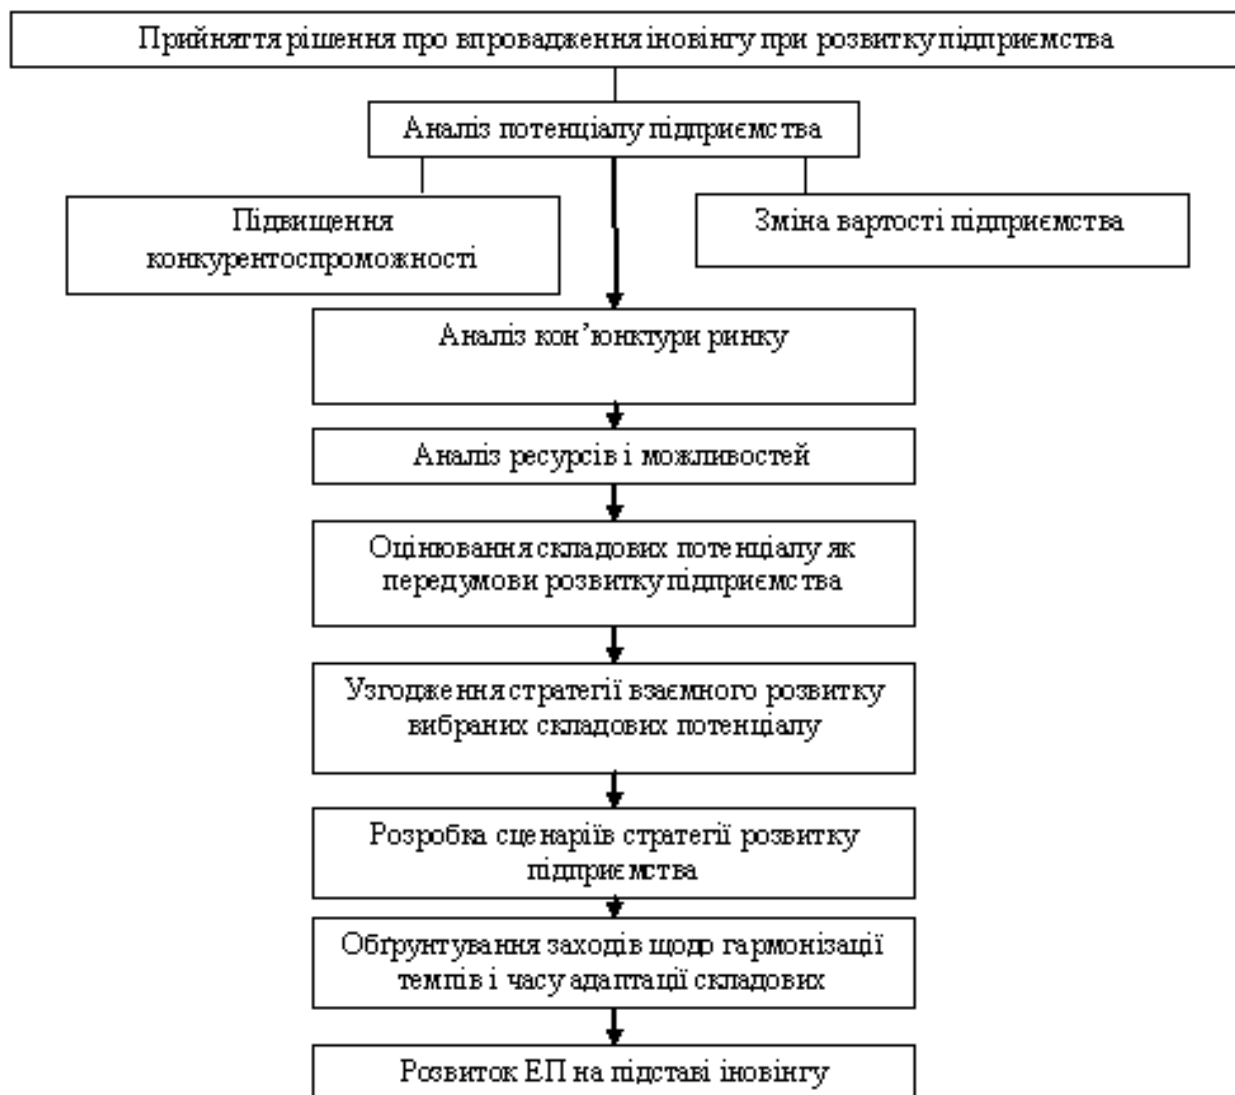 Прийняття рішення про впровадження іновінгу при розвитку підприємства
Аналіз потенціалу підприємства
Підвищення
конкурентоспроможності
Зміна вартості підприємства
Аналіз кон’юнктури ринку
Аналіз ресурсів і можливостей
Оцінювання складових потенціалу як
передумови розвитку підприємства
Узгодження стратегії взаємного розвитку
вибраних складових потенціалу
Розробка сценаріїв стратегії розвитку
підприємства
Обґрунтування заходів щодо гармонізації
темпів і часу адаптації складових
Розвиток ЕП на підставі іновінгу